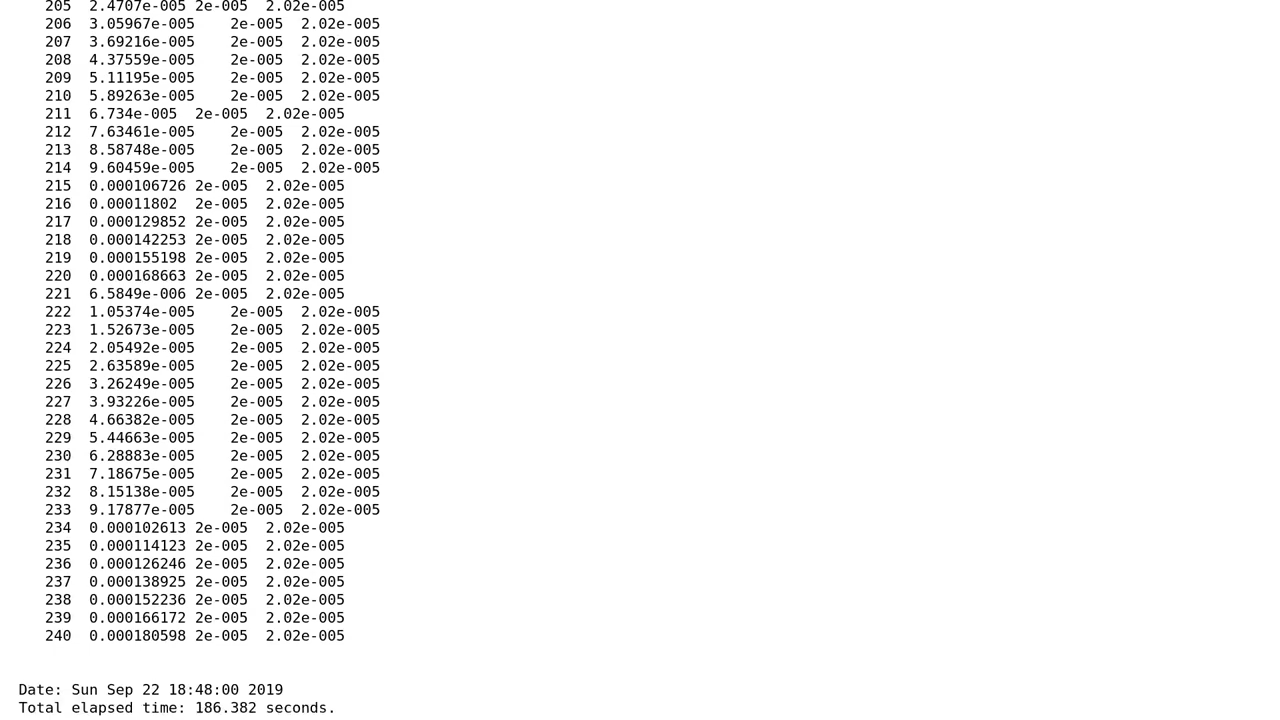 205 2.4707e-005 2e-005 2.02e-005
206 3.05967e-005 2e-005 2.02e-005
207 3.69216e-005 2e-005 2.02e-005
208 4.37559e-005 2e-005 2.02e-005
209 5.11195e-005 2e-005 2.02e-005
210 5.89263e-005 2e-005 2.02e-005
211 6.734e-005 2e-005 2.02e-005
212 7.63461e-005 2e-005 2.02e-005
213 8.58748e-005 2e-005 2.02e-005
214 9.60459e-005 2e-005 2.02e-005
215 0.000106726 2e-005 2.02e-005
216 0.00011802 2e-005 2.02e-005
217 0.000129852 2e-005 2.02e-005
218 0.000142253 2e-005 2.02e-005
219 0.000155198 2e-005 2.02e-005
220 0.000168663 2e-005 2.02e-005
221 6.5849e-006 2e-005 2.02e-005
222 1.05374e-005 2e-005 2.02e-005
223 1.52673e-005 2e-005 2.02e-005
224 2.05492e-005 2e-005 2.02e-005
225 2.63589e-005 2e-005 2.02e-005
226 3.26249e-005 2e-005 2.02e-005
227 3.93226e-005 2e-005 2.02e-005
228 4.66382e-005 2e-005 2.02e-005
229 5.44663e-005 2e-005 2.02e-005
230 6.28883e-005 2e-005 2.02e-005
231 7.18675e-005 2e-005 2.02e-005
232 8.15138e-005 2e-005 2.02e-005
233 9.17877e-005 2e-005 2.02e-005
234 0.000102613 2e-005 2.02e-005
235 0.000114123 2e-005 2.02e-005
236 0.000126246 2e-005 2.02e-005
237 0.000138925 2e-005 2.02e-005
238 0.000152236 2e-005 2.02e-005
239 0.000166172 2e-005 2.02e-005
240 0.000180598 2e-005 2.02e-005
Date: Sun Sep 22 18:48:00 2019
Total elapsed time: 186.382 seconds.